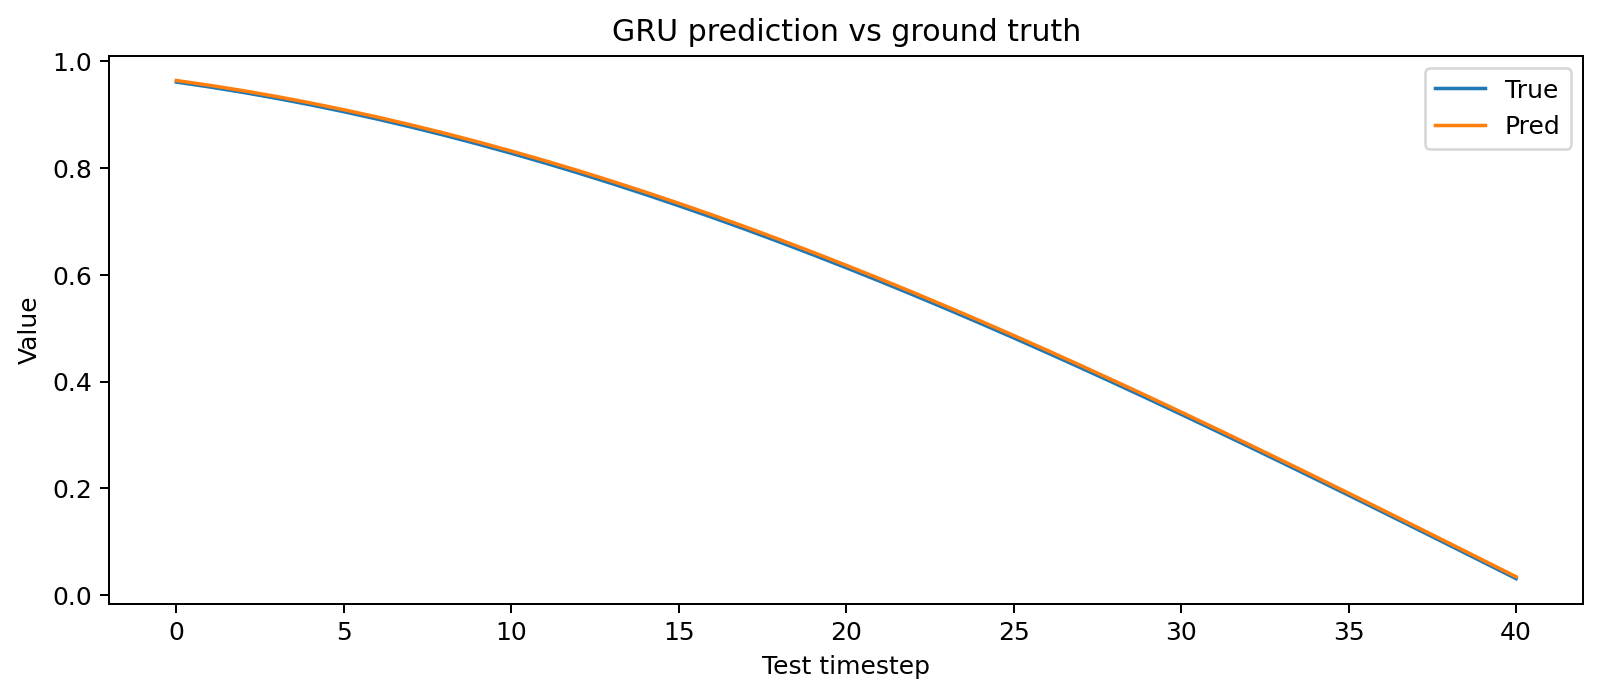 GRU prediction vs ground truth
True
Pred
Value
1.0
0.8
0.6
0.4
0.2
0.0
0 5 10 15 20 25 30 35 40
Test timestep